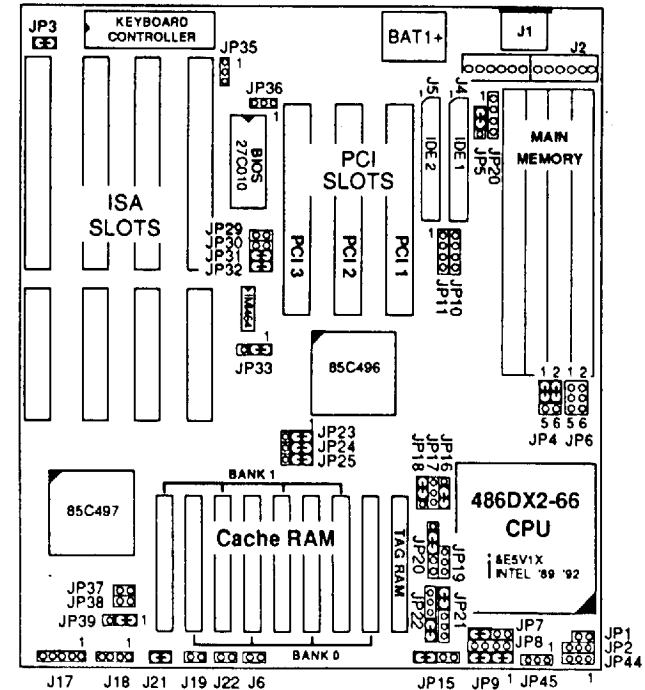 JP3
KEYBOARD
CONTROLLER
JP35
1
JP36
1
BAT1+
J1
J2
J5
J4
1
1
IDE 2
IDE 1
1
JP5
JP20
MAIN
MEMORY
BIOS
27C010
PCI
SLOTS
ISA
SLOTS
PCI 3
PCI 2
PCI 1
JP29
JP30
JP31
JP32
1
JP11
JP10
1
JP33
85C496
1 2
1 2
5 6
5 6
JP4
JP6
1
JP23
JP24
JP25
JP18
JP17
JP16
BANK 1
85C497
Cache RAM
TAG RAM
486DX2-66
CPU
i
&E5V1X
INTEL '89 '92
JP20
JP19
JP22
JP21
JP37
JP38
JP39
1
BANK 0
JP7
JP8
JP1
JP2
JP44
1
1
1
J17
J18
J21
J19
J22
J6
JP15
JP9
1
JP45
1